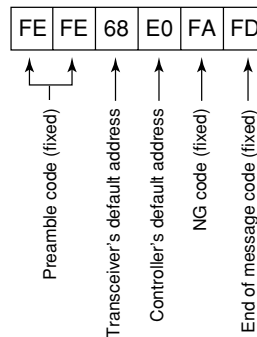 FE FE 68 E0 FA FD
Preamble code (fixed)
Transceiver's default address
Controller's default address
NG code (fixed)
End of message code (fixed)